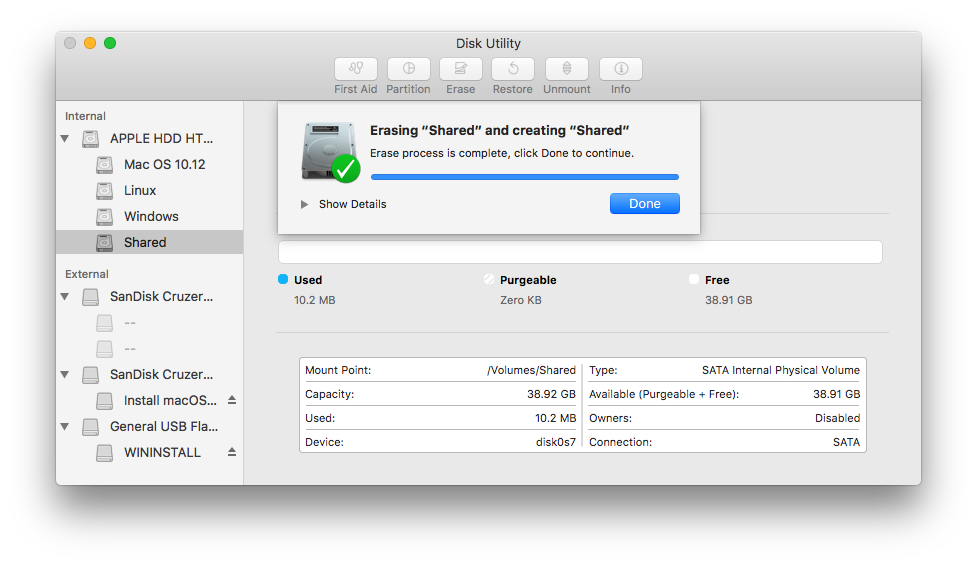 Disk Utility
First Aid
Partition
Erase
Restore
Unmount
Info
Internal
APPLE HDD HT...
Mac OS 10.12
Linux
Windows
Shared
External
SanDisk Cruzer...
--
--
SanDisk Cruzer...
Install macOS...
General USB Fla...
WININSTALL
Erasing “Shared” and creating “Shared”
Erase process is complete, click Done to continue.
Show Details
Done
Used
10.2 MB
Purgeable
Zero KB
Free
38.91 GB
Mount Point: /Volumes/Shared
Capacity: 38.92 GB
Used: 10.2 MB
Device: disk0s7
Type: SATA Internal Physical Volume
Available (Purgeable + Free): 38.91 GB
Owners: Disabled
Connection: SATA